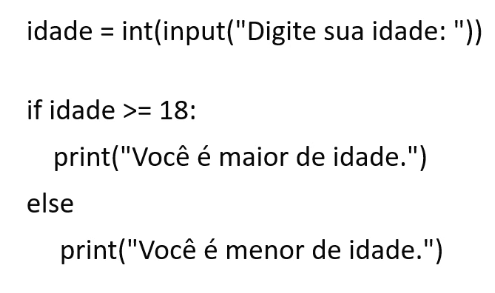 idade = int(input("Digite sua idade: "))
if idade >= 18:
print("Você é maior de idade.")
else
print("Você é menor de idade.")